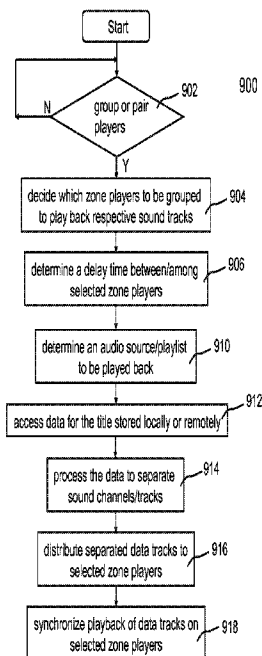 Start
group or pair
players
902
900
N
Y
decide which zone players to be grouped
to play back respective sound tracks
904
determine a delay time between/among
selected zone players
906
determine an audio source/playlist
to be played back
910
access data for the title stored locally or remotely
912
process the data to separate
sound channels/tracks
914
distribute separated data tracks to
selected zone players
916
synchronize playback of data tracks on
selected zone players
918